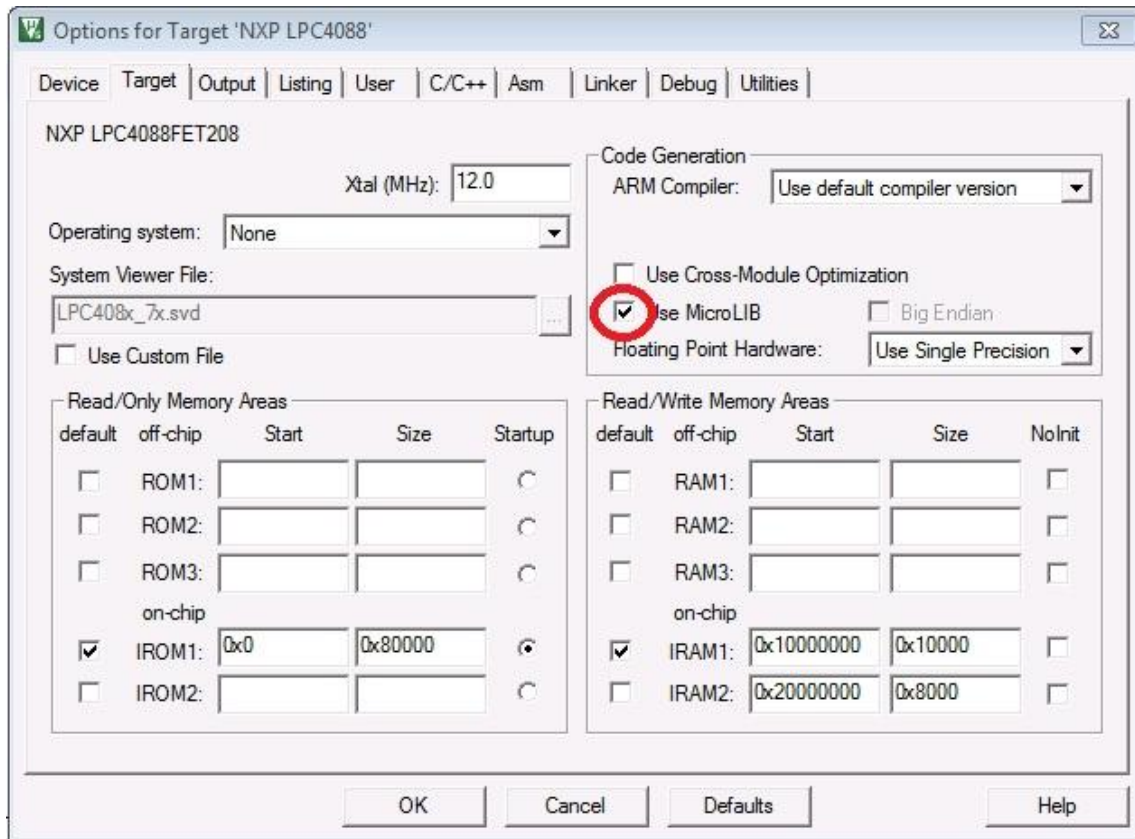 Options for Target 'NXP LPC4088'
Device Target Output Listing User C/C++ Asm Linker Debug Utilities
NXP LPC4088FET208
Xtal (MHz): 12.0
Operating system: None
System Viewer File:
LPC408x_7x.svd ...
Use Custom File
Code Generation
ARM Compiler: Use default compiler version
Use Cross-Module Optimization
Use MicroLIB Big Endian
Floating Point Hardware: Use Single Precision
Read/Only Memory Areas
default off-chip Start Size Startup
ROM1:
ROM2:
ROM3:
on-chip
IROM1: 0x0 0x80000
IROM2:
Read/Write Memory Areas
default off-chip Start Size NoInit
RAM1:
RAM2:
RAM3:
on-chip
IRAM1: 0x10000000 0x10000
IRAM2: 0x20000000 0x8000
OK Cancel Defaults Help